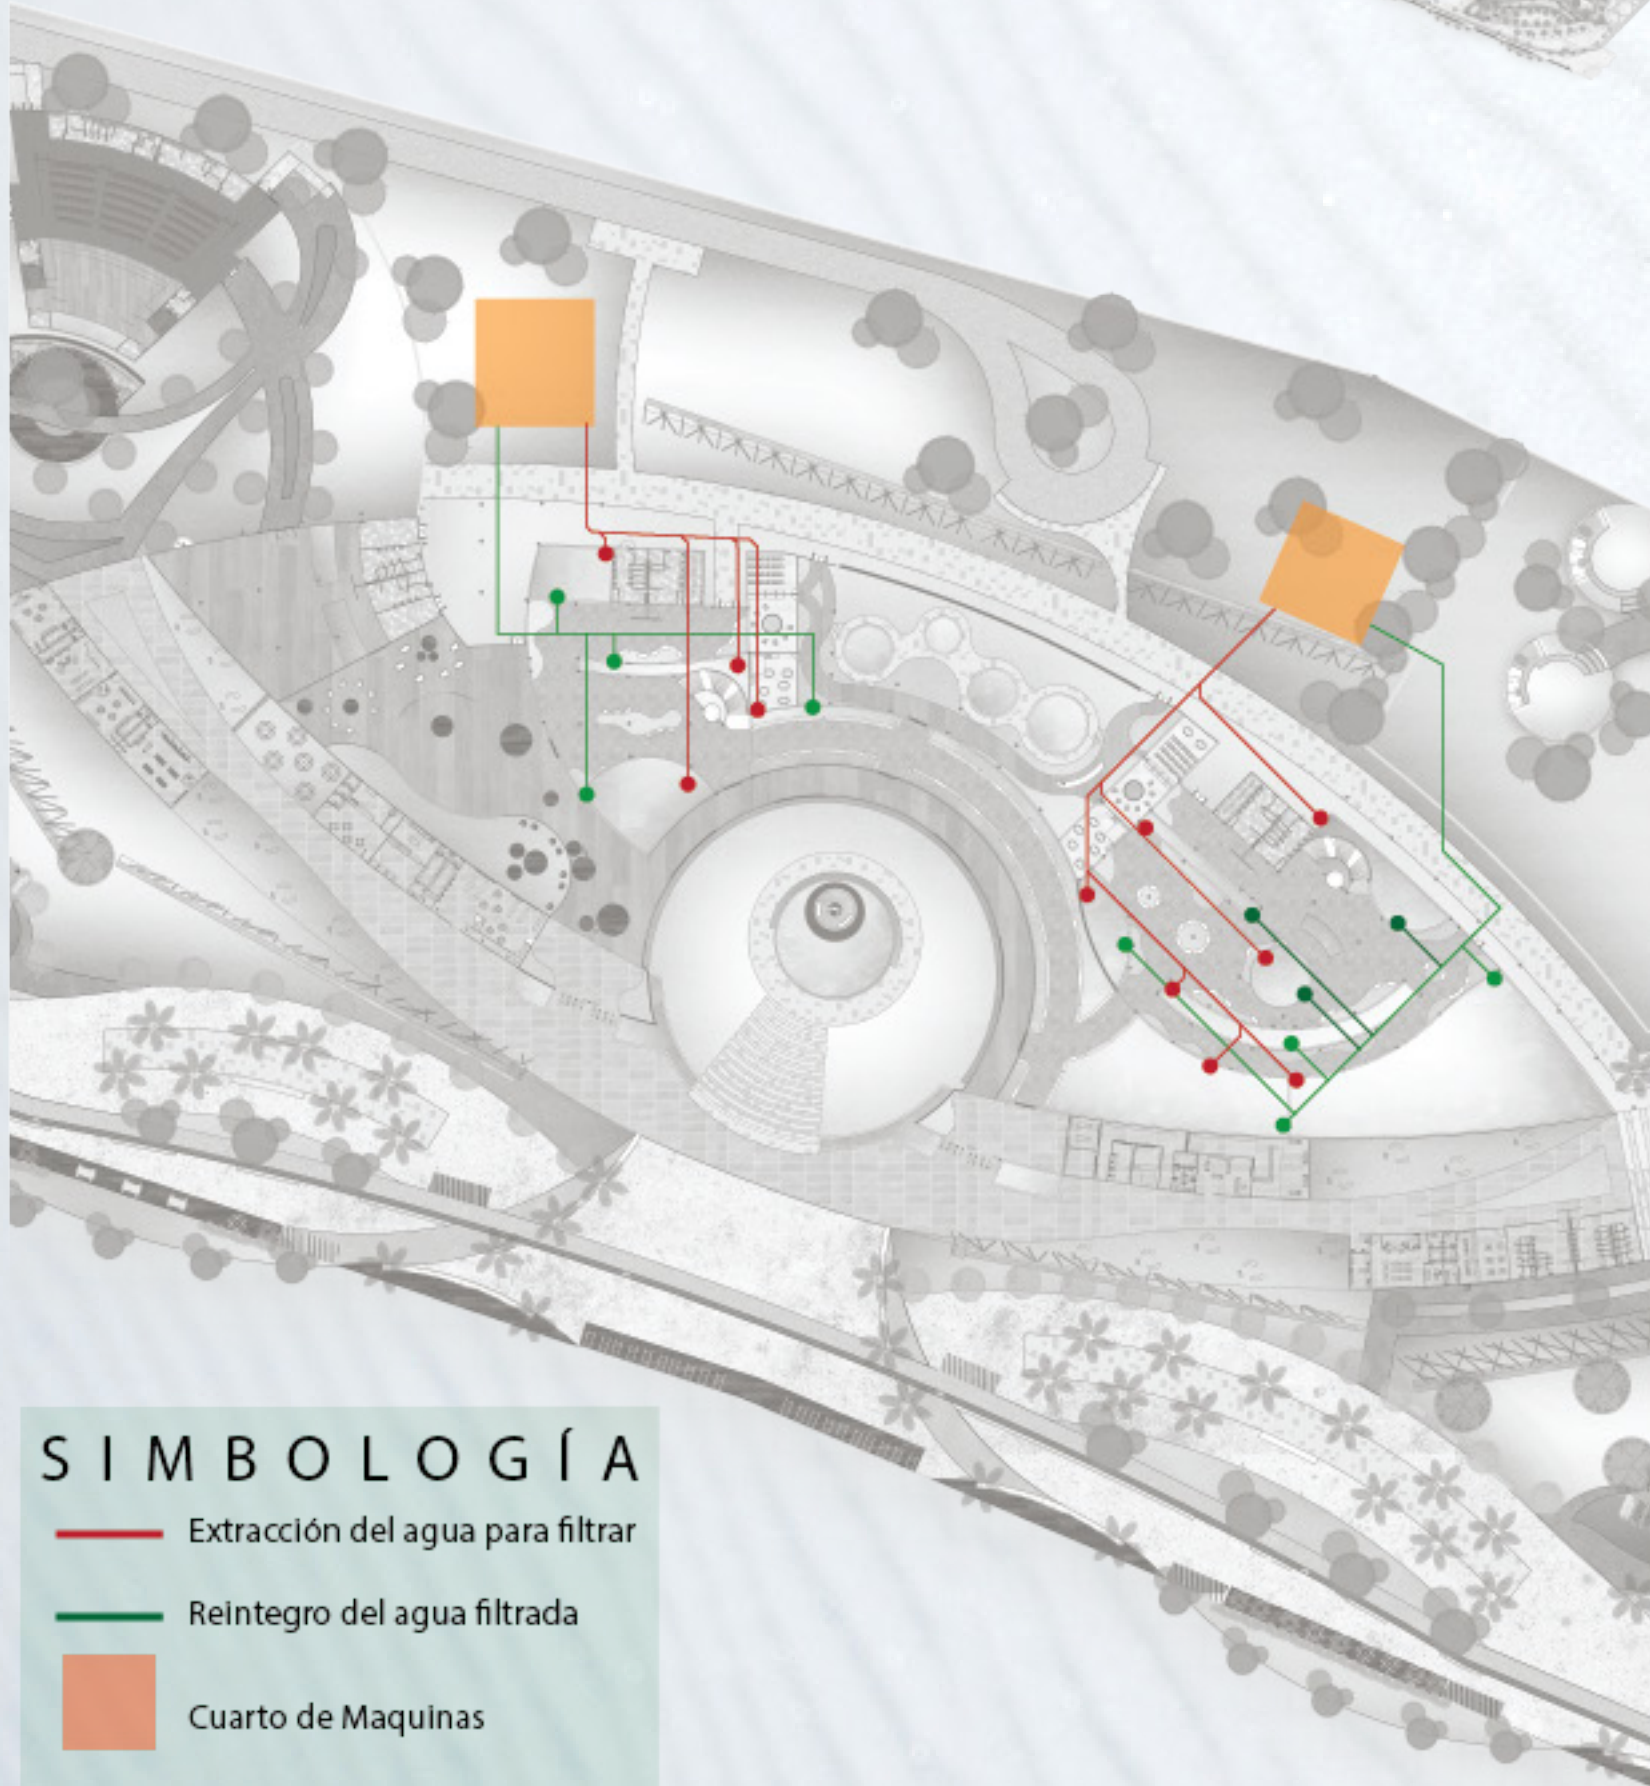 SIMBOLOGÍA
Extracción del agua para filtrar
Reintegro del agua filtrada
Cuarto de Maquinas